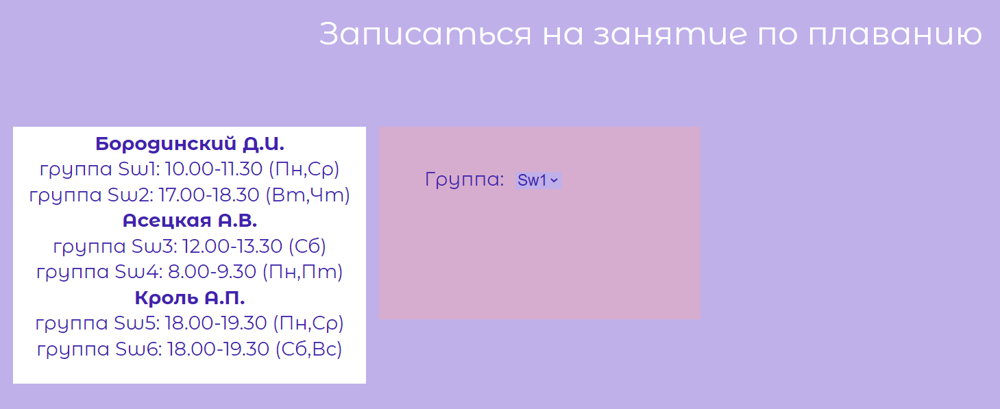 Записаться на занятие по плаванию
Бородинский Д.И.
группа Sw1: 10.00-11.30 (Пн,Ср)
группа Sw2: 17.00-18.30 (Вт,Чт)
Асецкая А.В.
группа Sw3: 12.00-13.30 (Сб)
группа Sw4: 8.00-9.30 (Пн,Пт)
Кроль А.П.
группа Sw5: 18.00-19.30 (Пн,Ср)
группа Sw6: 18.00-19.30 (Сб,Вс)
Группа: Sw1